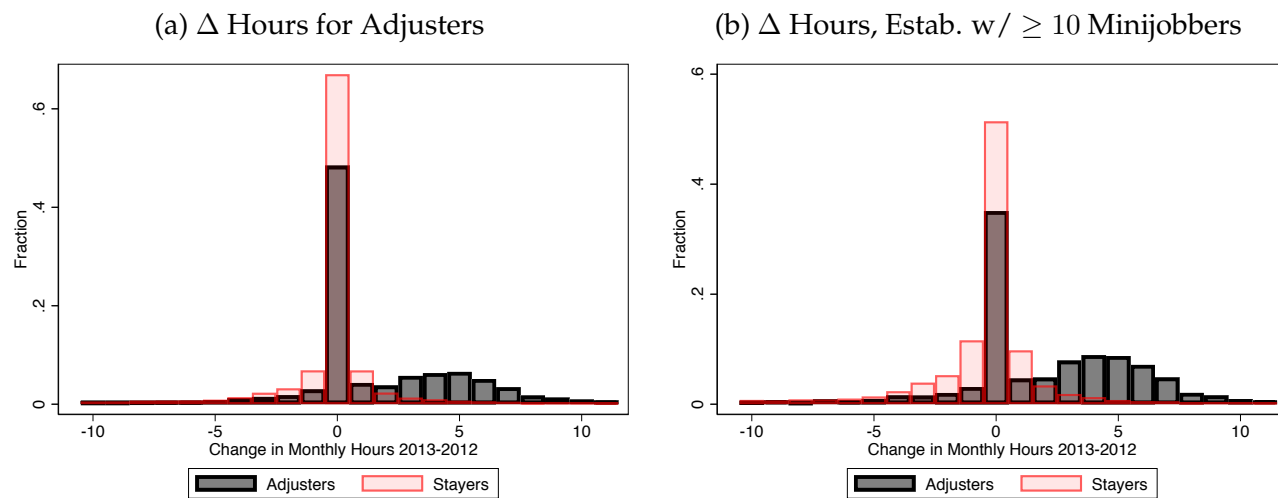 (a) Δ Hours for Adjusters
Fraction
.6
.4
.2
0
-10 -5 0 5 10
Change in Monthly Hours 2013-2012
Adjusters Stayers
(b) Δ Hours, Estab. w/ ≥ 10 Minijobbers
Fraction
.6
.4
.2
0
-10 -5 0 5 10
Change in Monthly Hours 2013-2012
Adjusters Stayers